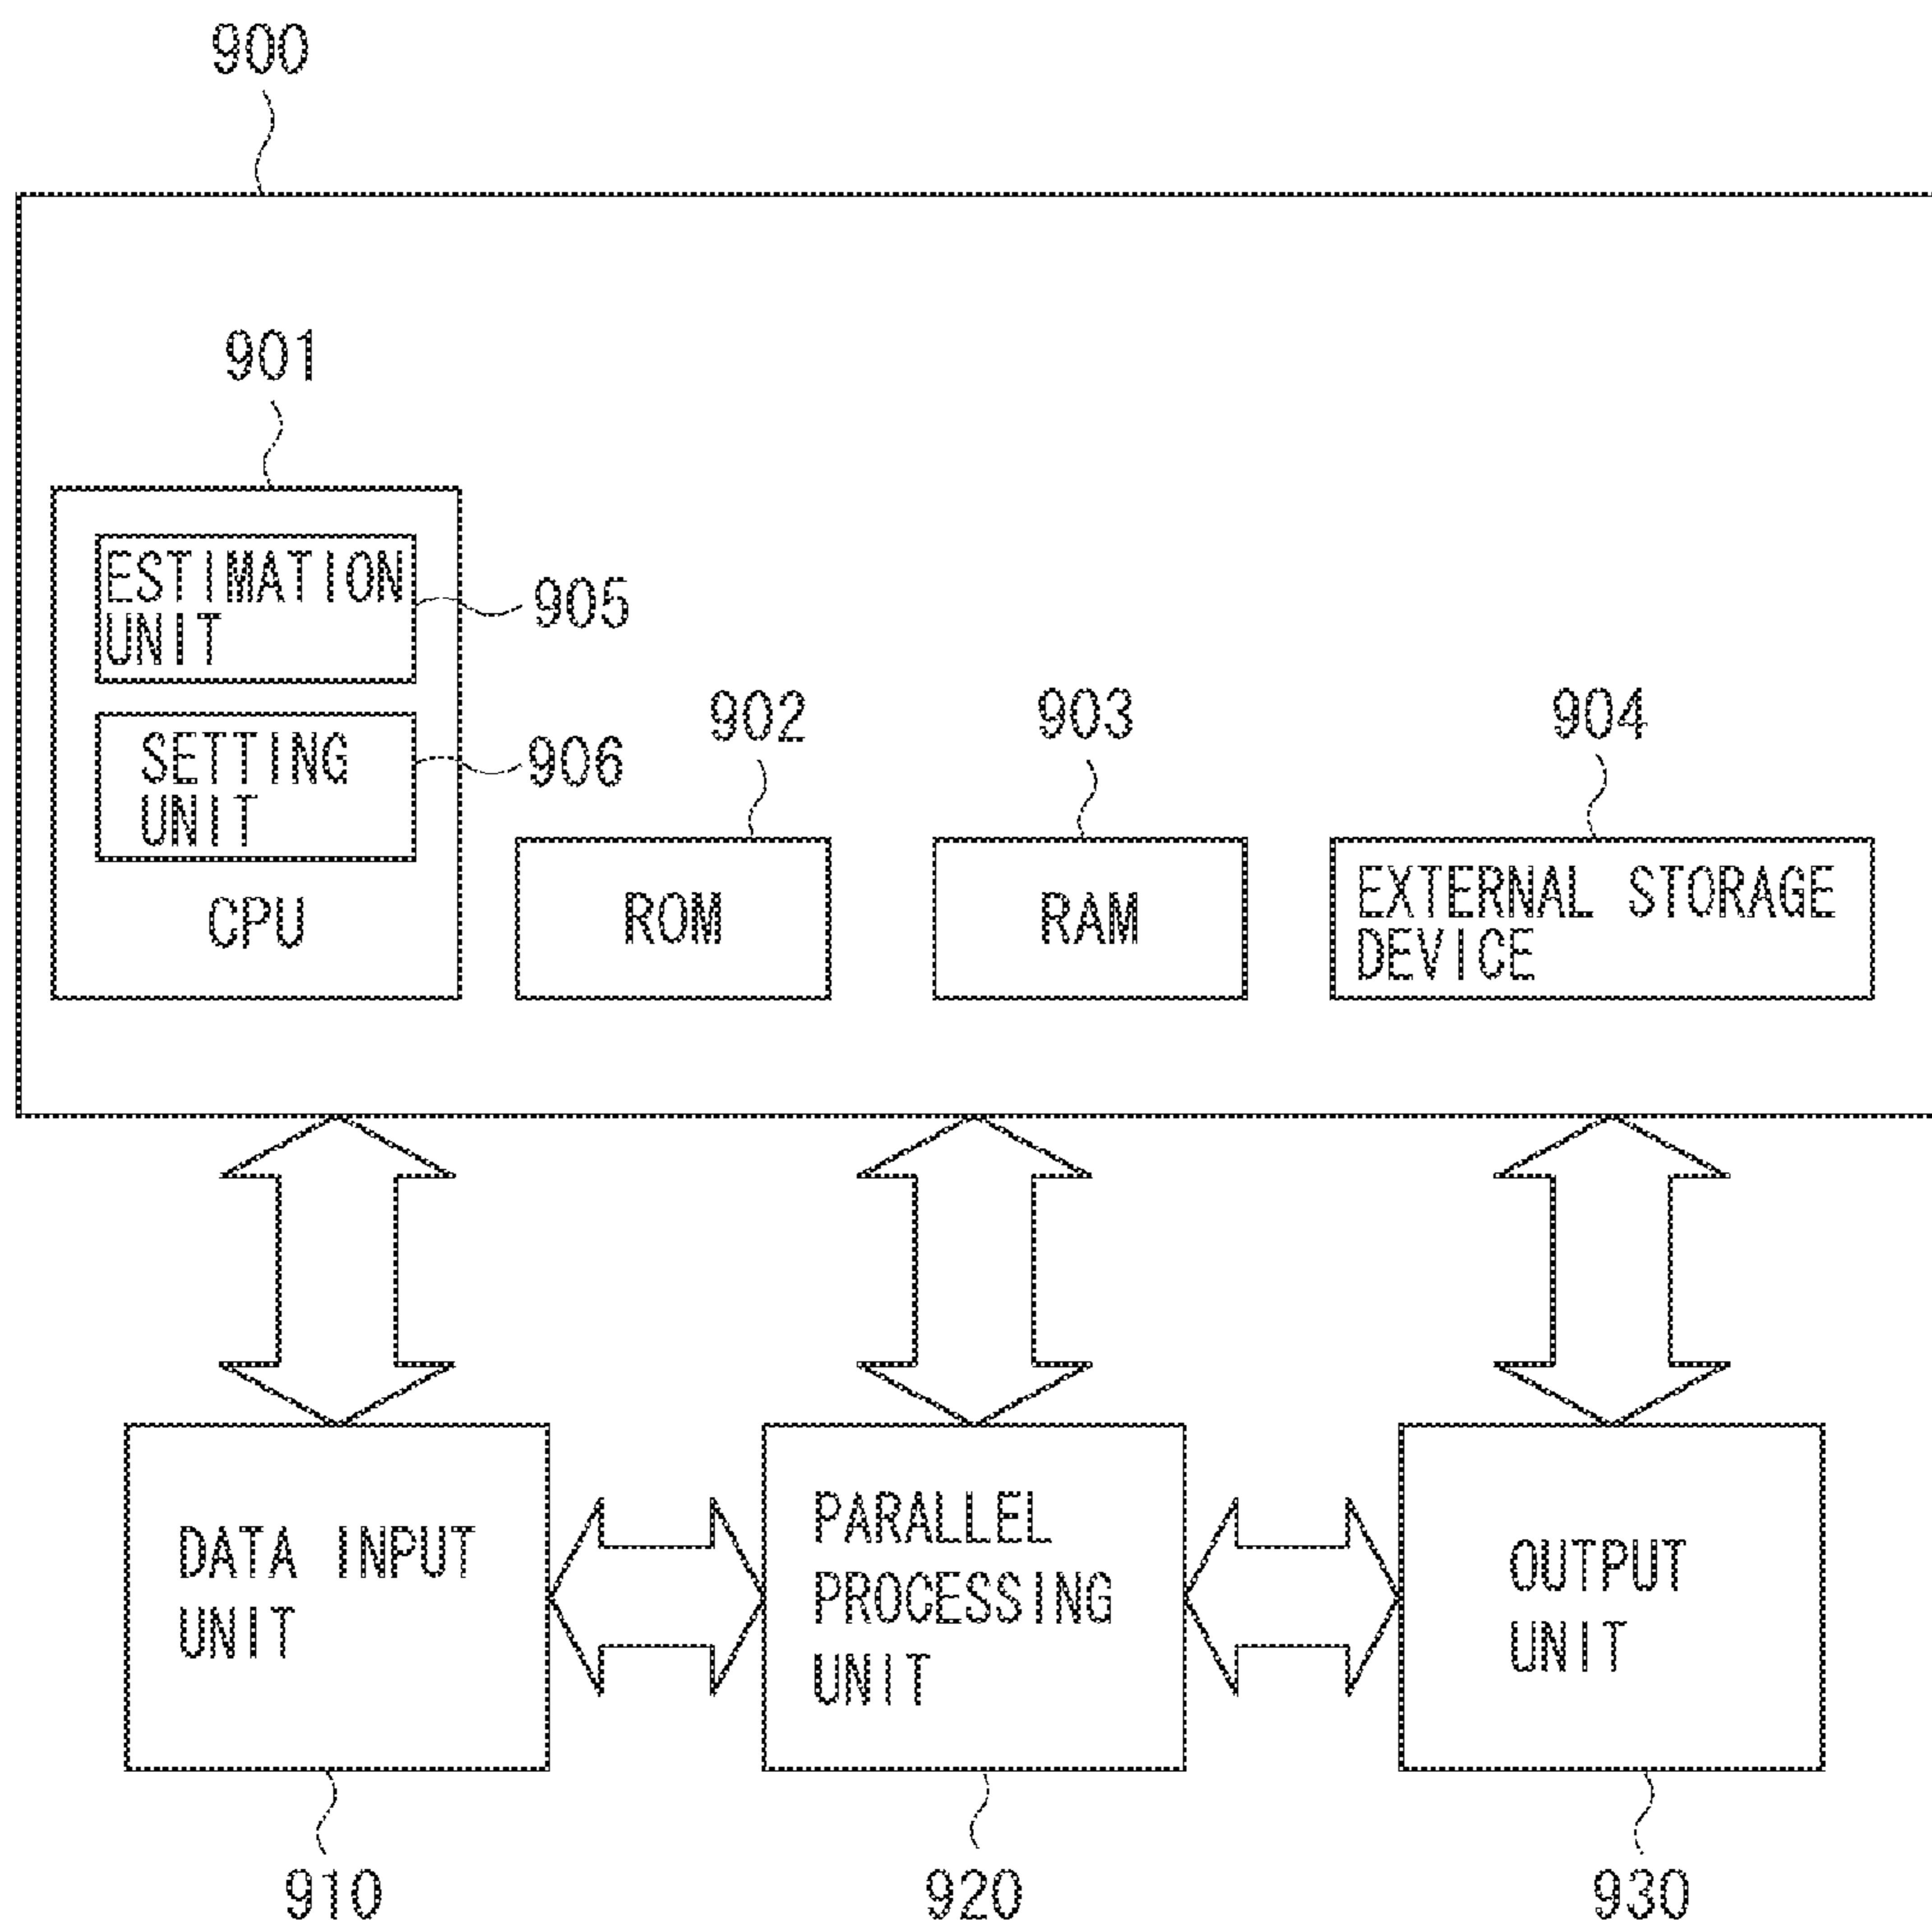 900
901
ESTIMATION
UNIT
905
SETTING
UNIT
906
CPU
902
ROM
903
RAM
904
EXTERNAL STORAGE
DEVICE
DATA INPUT
UNIT
PARALLEL
PROCESSING
UNIT
OUTPUT
UNIT
910
920
930